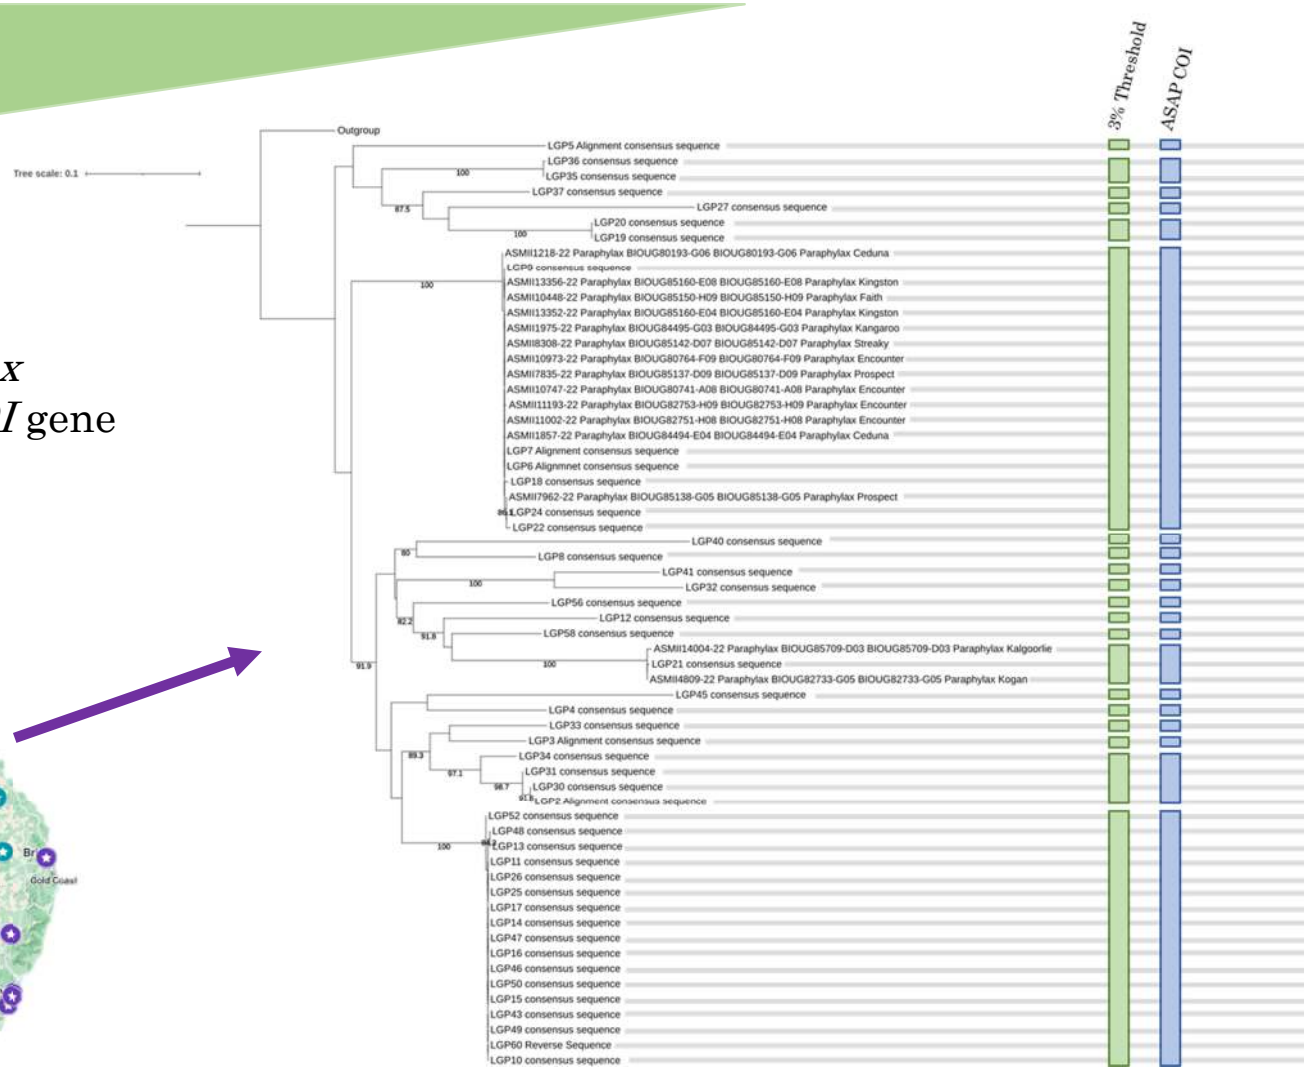 3% Threshold
ASAP COI
Outgroup
Tree scale: 0.1
LGP5 Alignment consensus sequence
LGP36 consensus sequence
100
LGP35 consensus sequence
LGP37 consensus sequence
87.5
LGP27 consensus sequence
LGP20 consensus sequence
100
LGP19 consensus sequence
ASMII1218-22 Paraphylax BIOUG80193-G06 BIOUG80193-G06 Paraphylax Ceduna
LGP9 consensus sequence
100
ASMII13356-22 Paraphylax BIOUG85160-E08 BIOUG85160-E08 Paraphylax Kingston
ASMII10448-22 Paraphylax BIOUG85150-H09 BIOUG85150-H09 Paraphylax Faith
ASMII13352-22 Paraphylax BIOUG85160-E04 BIOUG85160-E04 Paraphylax Kingston
ASMII1975-22 Paraphylax BIOUG84495-G03 BIOUG84495-G03 Paraphylax Kangaroo
ASMII8308-22 Paraphylax BIOUG85142-D07 BIOUG85142-D07 Paraphylax Streaky
ASMII10973-22 Paraphylax BIOUG80764-F09 BIOUG80764-F09 Paraphylax Encounter
x
ASMII7835-22 Paraphylax BIOUG85137-D09 BIOUG85137-D09 Paraphylax Prospect
ASMII10747-22 Paraphylax BIOUG80741-A08 BIOUG80741-A08 Paraphylax Encounter
ASMII11193-22 Paraphylax BIOUG82753-H09 BIOUG82753-H09 Paraphylax Encounter
I gene
ASMII11002-22 Paraphylax BIOUG82751-H08 BIOUG82751-H08 Paraphylax Encounter
ASMII1857-22 Paraphylax BIOUG84494-E04 BIOUG84494-E04 Paraphylax Ceduna
LGP7 Alignment consensus sequence
LGP6 Alignmnet consensus sequence
LGP18 consensus sequence
ASMII7962-22 Paraphylax BIOUG85138-G05 BIOUG85138-G05 Paraphylax Prospect
LGP24 consensus sequence
LGP22 consensus sequence
LGP40 consensus sequence
80
LGP8 consensus sequence
LGP41 consensus sequence
100
LGP32 consensus sequence
LGP56 consensus sequence
82.2
LGP12 consensus sequence
91.8
LGP58 consensus sequence
ASMII14004-22 Paraphylax BIOUG85709-D03 BIOUG85709-D03 Paraphylax Kalgoorlie
100
LGP21 consensus sequence
91.9
ASMII4809-22 Paraphylax BIOUG82733-G05 BIOUG82733-G05 Paraphylax Kogan
LGP45 consensus sequence
LGP4 consensus sequence
LGP33 consensus sequence
LGP3 Alignment consensus sequence
89.3
LGP34 consensus sequence
97.1
LGP31 consensus sequence
98.7
LGP30 consensus sequence
LGP2 Alignment consensus sequence
LGP52 consensus sequence
LGP48 consensus sequence
100
LGP13 consensus sequence
LGP11 consensus sequence
LGP26 consensus sequence
LGP25 consensus sequence
LGP17 consensus sequence
LGP14 consensus sequence
LGP47 consensus sequence
LGP16 consensus sequence
LGP46 consensus sequence
LGP50 consensus sequence
LGP15 consensus sequence
LGP43 consensus sequence
LGP49 consensus sequence
LGP60 Reverse Sequence
LGP10 consensus sequence
Br
Gold Coast